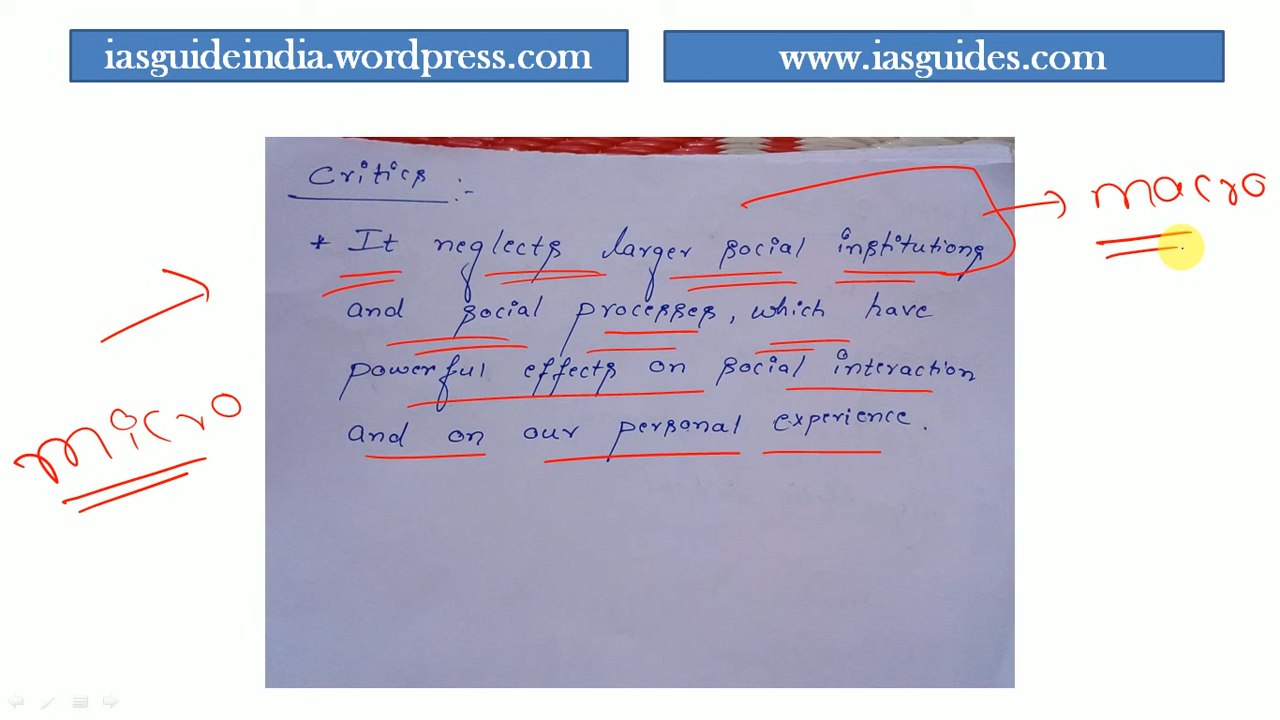 iasguideindia.wordpress.com
www.iasguides.com
Critics :-
* It neglects larger social institutions
and social processes, which have
powerful effects on social interaction
and on our personal experience.
macro
micro